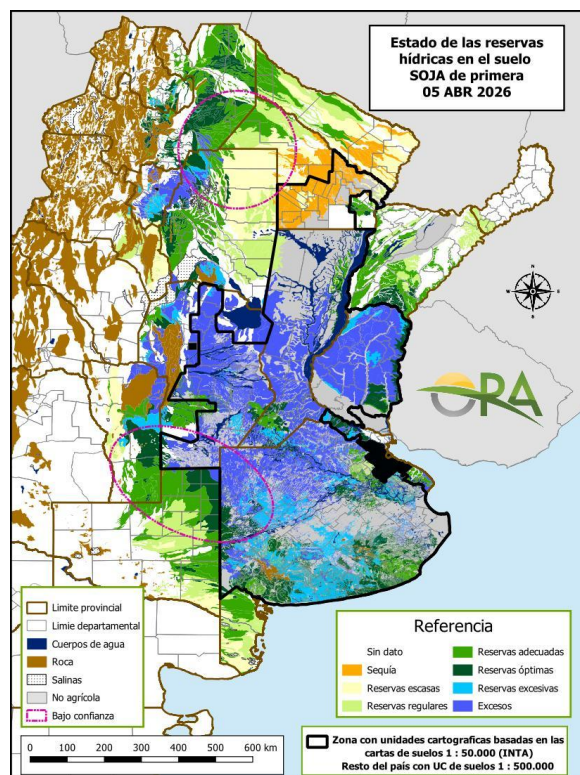 Estado de las reservas
hídricas en el suelo
SOJA de primera
05 ABR 2026
N
W
E
S
OPA
Limite provincial
Limie departamental
Cuerpos de agua
Roca
Salinas
No agrícola
Bajo confianza
Referencia
Sin dato
Sequía
Reservas escasas
Reservas regulares
Reservas adecuadas
Reservas óptimas
Reservas excesivas
Excesos
0 100 200 300 400 500 600 km
Zona con unidades cartograficas basadas en las
cartas de suelos 1 : 50.000 (INTA)
Resto del país con UC de suelos 1 : 500.000